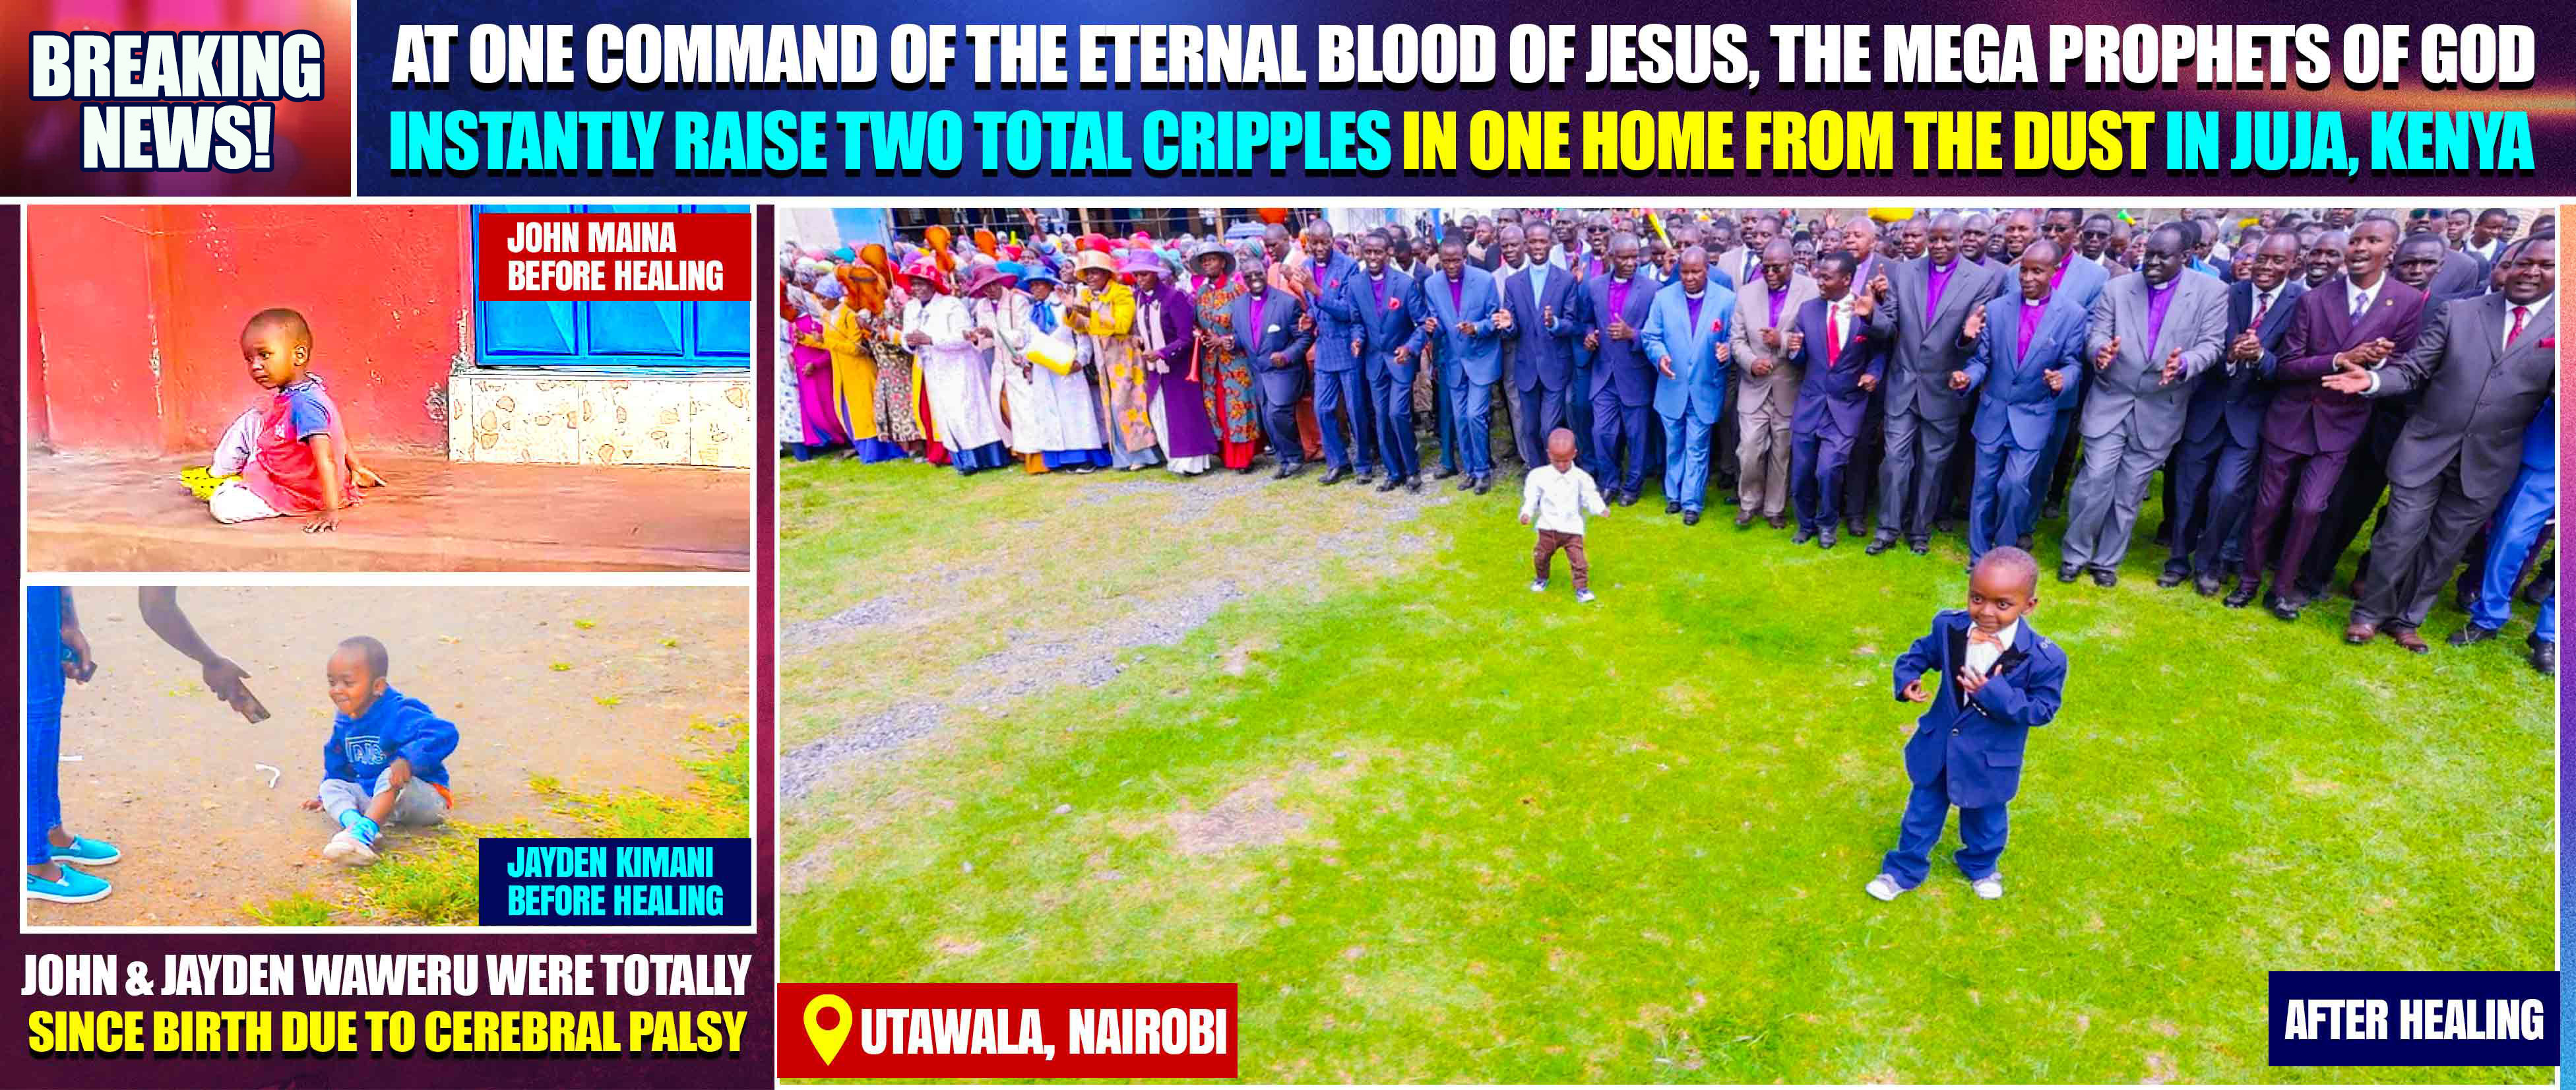 BREAKING
NEWS!
AT ONE COMMAND OF THE ETERNAL BLOOD OF JESUS, THE MEGA PROPHETS OF GOD
INSTANTLY RAISE TWO TOTAL CRIPPLES IN ONE HOME FROM THE DUST IN JUJA, KENYA
JOHN MAINA
BEFORE HEALING
JAYDEN KIMANI
BEFORE HEALING
JOHN & JAYDEN WAWERU WERE TOTALLY
SINCE BIRTH DUE TO CEREBRAL PALSY
UTAWALA, NAIROBI
AFTER HEALING